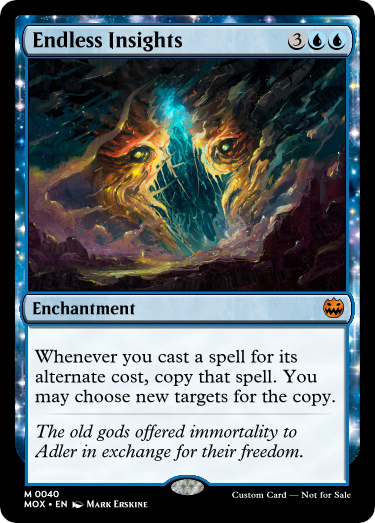 Endless Insights 3
Enchantment
Whenever you cast a spell for its
alternate cost, copy that spell. You
may choose new targets for the copy.
The old gods offered immortality to
Adler in exchange for their freedom.
M 0040
MOX • EN Mark Erskine
Custom Card — Not for Sale